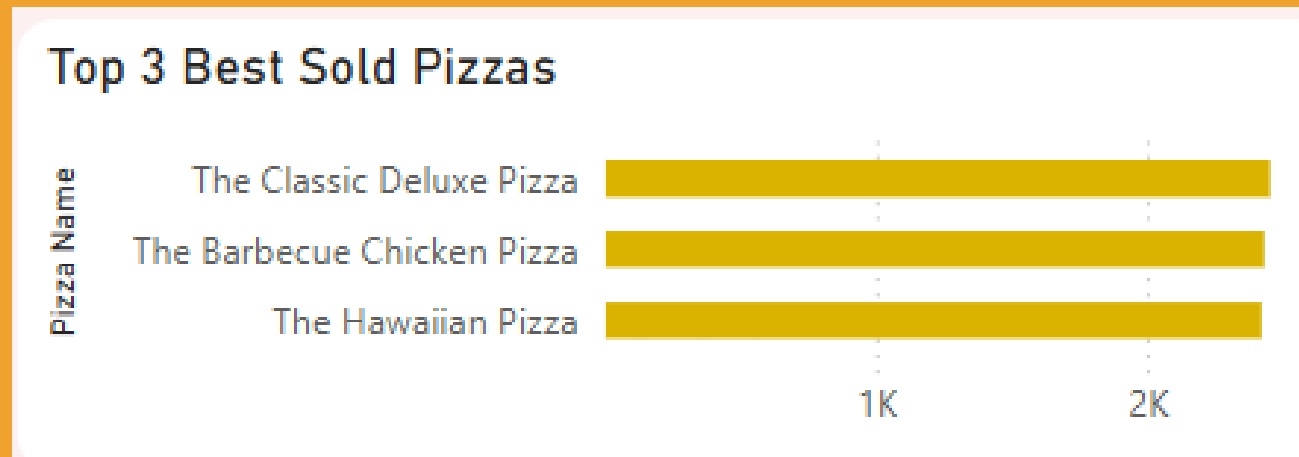 Top 3 Best Sold Pizzas
Pizza Name
The Classic Deluxe Pizza
The Barbecue Chicken Pizza
The Hawaiian Pizza
1K 2K